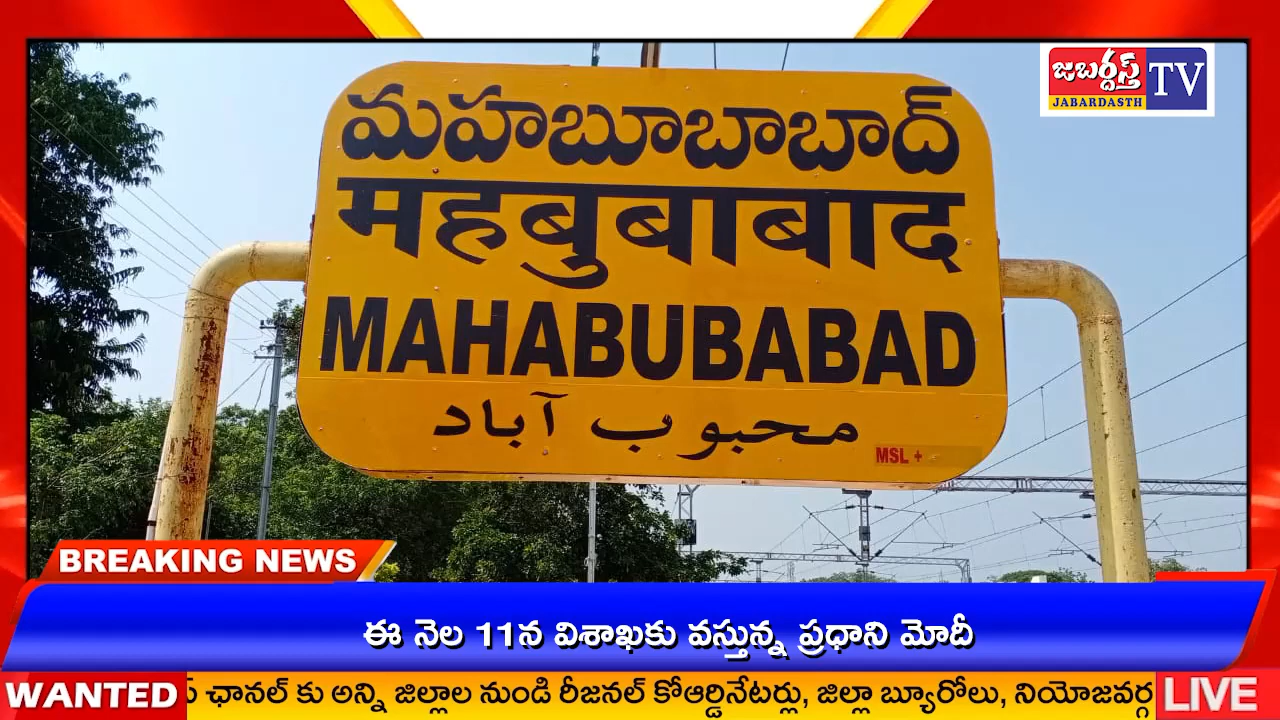 జబర్దస్త్ TV
JABARDASTH
మహబూబాబాద్
महबुबाबाद
MAHABUBABAD
محبوب آباد
MSL +
BREAKING NEWS
ఈ నెల 11న విశాఖకు వస్తున్న ప్రధాని మోదీ
WANTED ఛానల్ కు అన్ని జిల్లాల నుండి రీజనల్ కోఆర్డినేటర్లు, జిల్లా బ్యూరోలు, నియోజవర్గ LIVE